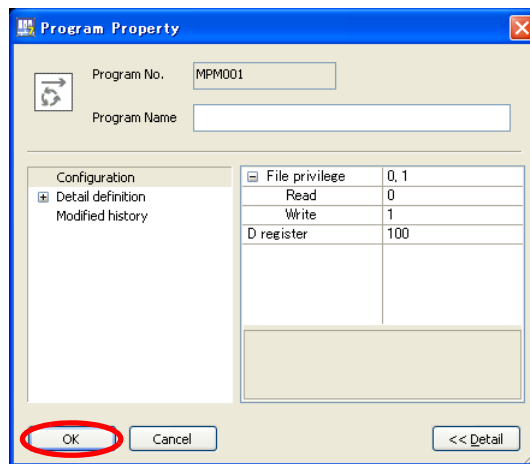 Program Property
Program No. MPM001
Program Name
Configuration
Detail definition
Modified history
File privilege 0, 1
Read 0
Write 1
D register 100
OK Cancel << Detail